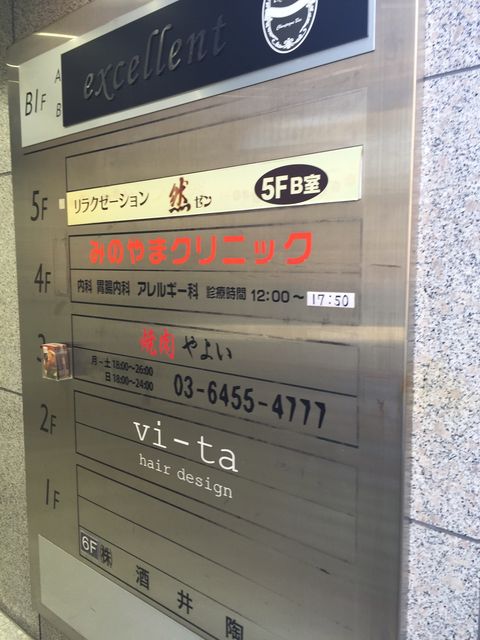 excellent
B1F
A
B
5F
リラクゼーション 然 ゼン 5F B室
みのやまクリニック
4F
内科 胃腸内科 アレルギー科 診療時間 12:00～17:50
3
焼肉 やよい
月－土 18:00～26:00
日 18:00～24:00
03-6455-4777
2F
vi-ta
hair design
1F
6F ㈱ 酒井陶